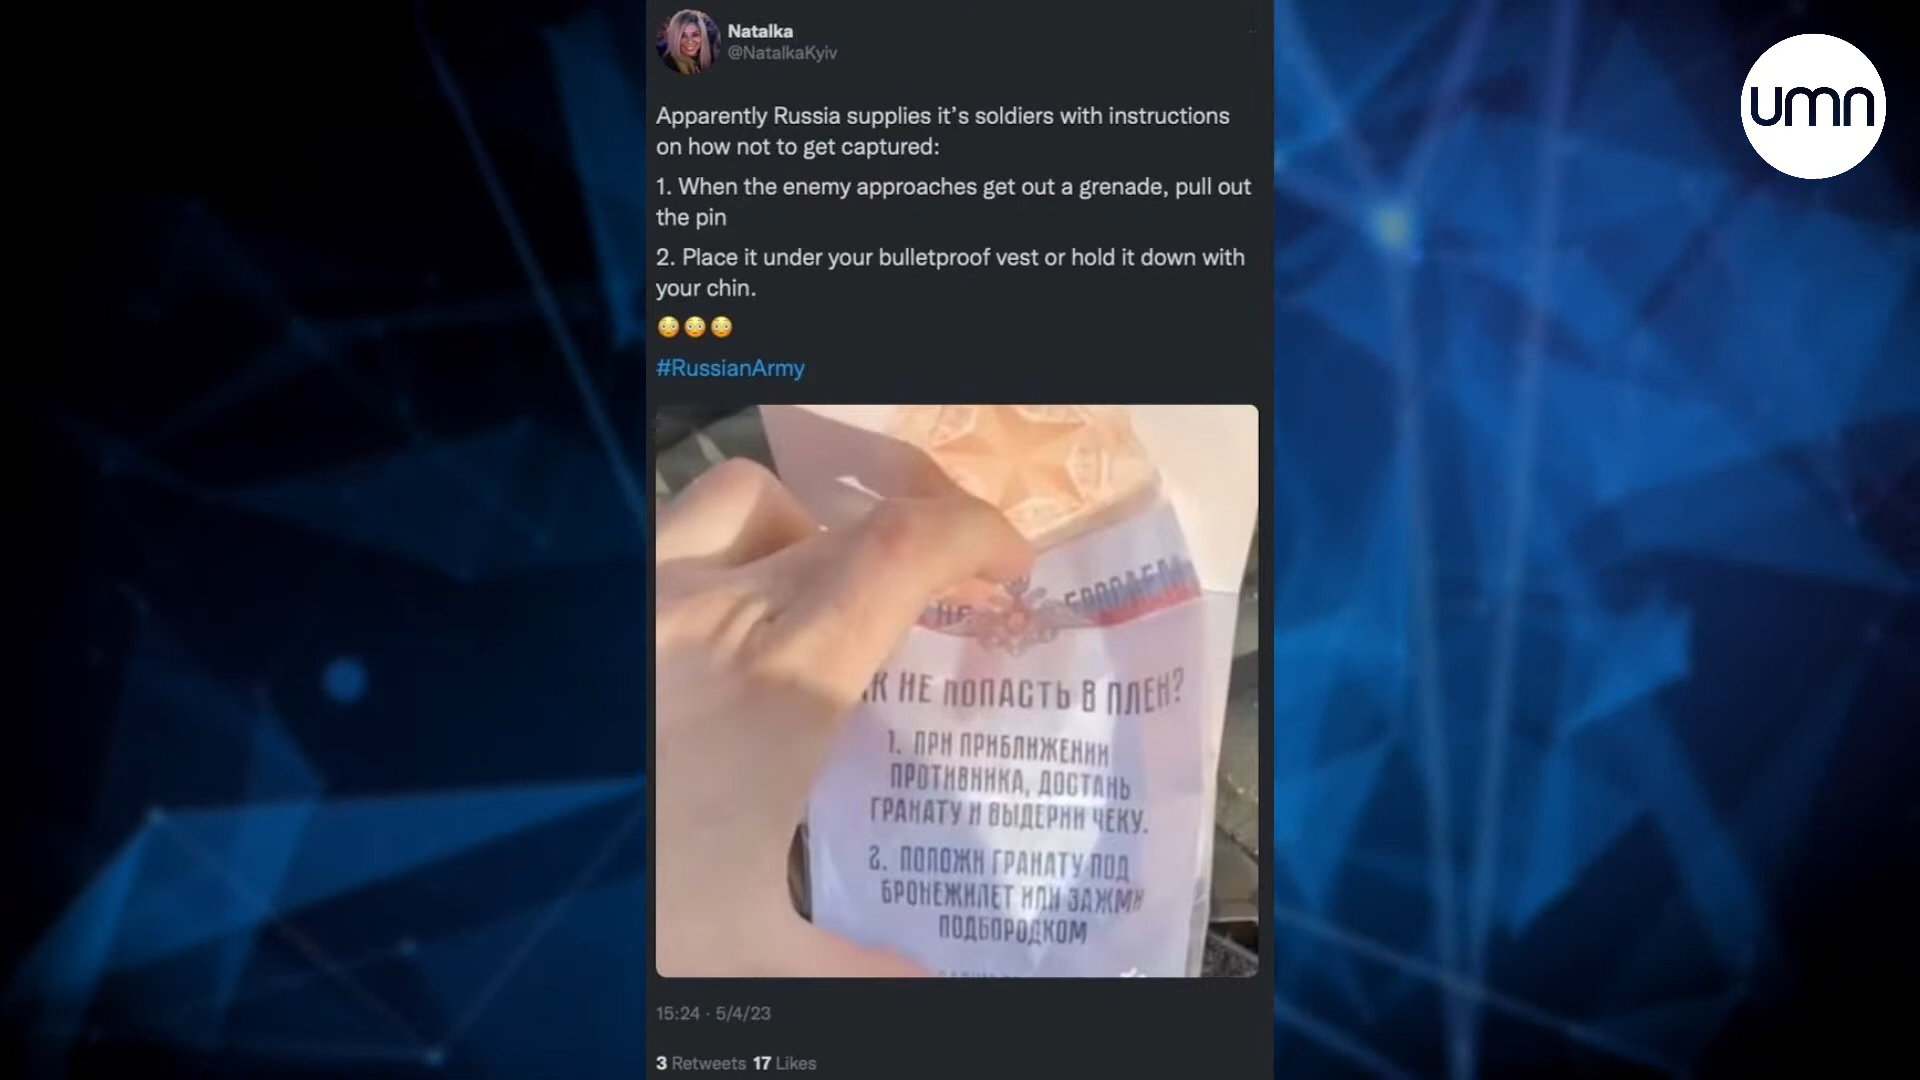 umn
Natalka
@NatalkaKyiv
Apparently Russia supplies it's soldiers with instructions
on how not to get captured:
1. When the enemy approaches get out a grenade, pull out
the pin
2. Place it under your bulletproof vest or hold it down with
your chin.
😳😳😳
#RussianArmy
НЕ
К НЕ ПОПАСТЬ В ПЛЕН?
1. ПРИ ПРИБЛИЖЕНИИ
ПРОТИВНИКА, ДОСТАНЬ
ГРАНАТУ И ВЫДЕРНИ ЧЕКУ.
2. ПОЛОЖИ ГРАНАТУ ПОД
БРОНЕЖИЛЕТ ИЛИ ЗАЖМИ
ПОДБОРОДКОМ
15:24 · 5/4/23
3 Retweets 17 Likes